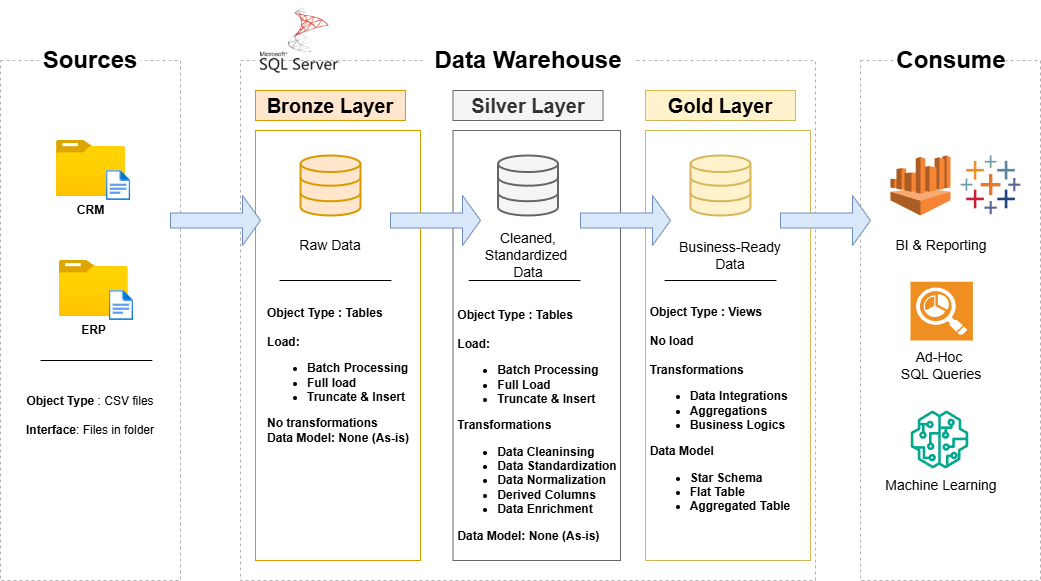 Sources
CRM
ERP
Object Type : CSV files
Interface: Files in folder
Microsoft®
SQL Server
Data Warehouse
Bronze Layer
Raw Data
Object Type : Tables
Load:
Batch Processing
Full load
Truncate & Insert
No transformations
Data Model: None (As-is)
Silver Layer
Cleaned,
Standardized
Data
Object Type : Tables
Load:
Batch Processing
Full Load
Truncate & Insert
Transformations
Data Cleaninsing
Data Standardization
Data Normalization
Derived Columns
Data Enrichment
Data Model: None (As-is)
Gold Layer
Business-Ready
Data
Object Type : Views
No load
Transformations
Data Integrations
Aggregations
Business Logics
Data Model
Star Schema
Flat Table
Aggregated Table
Consume
BI & Reporting
Ad-Hoc
SQL Queries
Machine Learning